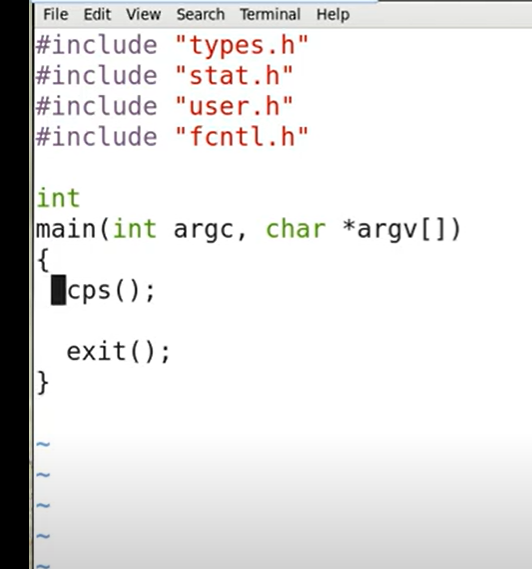 File Edit View Search Terminal Help
#include "types.h"
#include "stat.h"
#include "user.h"
#include "fcntl.h"
int
main(int argc, char *argv[])
{
cps();
exit();
}
~
~
~
~
~